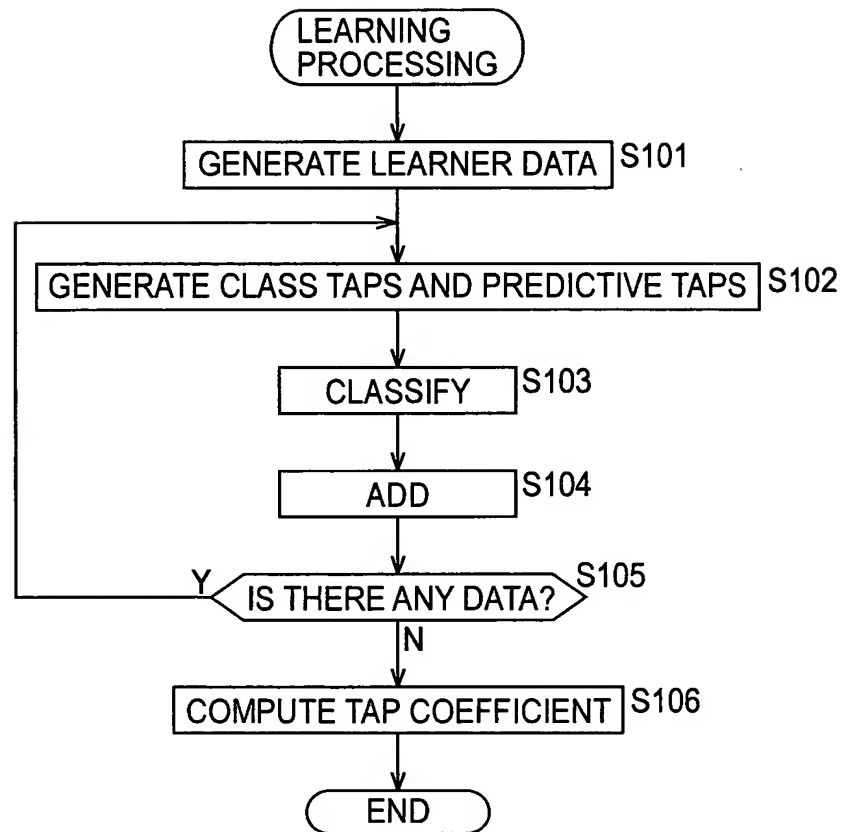 LEARNING
PROCESSING
GENERATE LEARNER DATA S101
GENERATE CLASS TAPS AND PREDICTIVE TAPS S102
CLASSIFY S103
ADD S104
Y IS THERE ANY DATA? S105
N
COMPUTE TAP COEFFICIENT S106
END